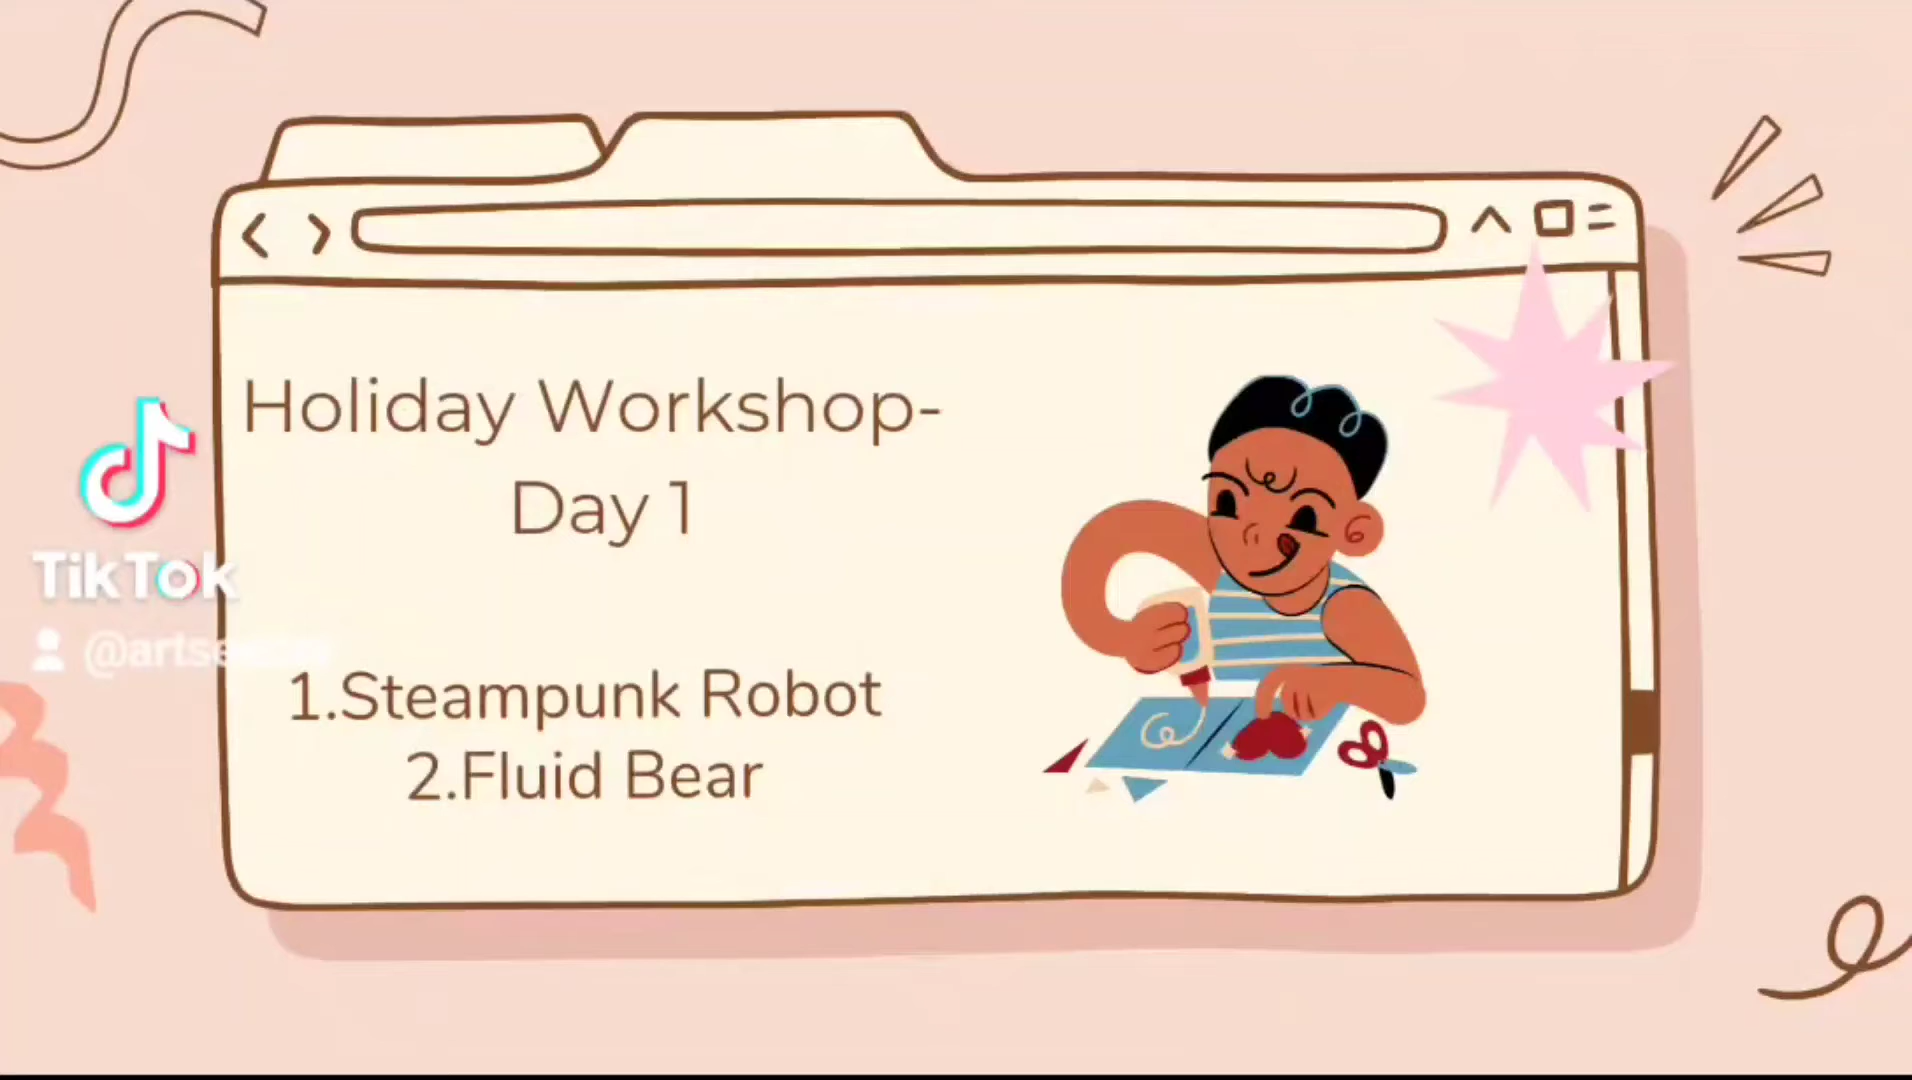 Holiday Workshop-
Day 1
TikTok
1.Steampunk Robot
2.Fluid Bear